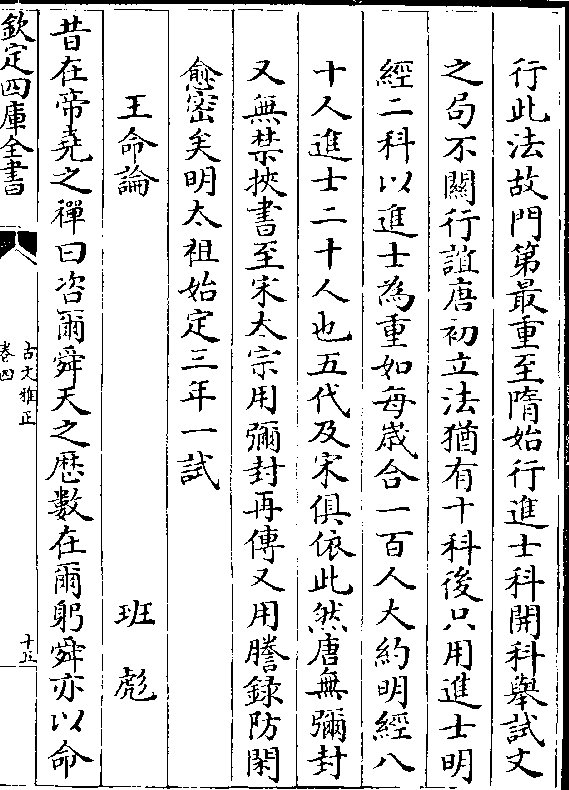 行此法故門第最重至隋始行進士科開科舉試文
之句不關行誼唐初立法猶有十科後只用進士明
經二科以進士為重如每歲合一百人大約明經八
十人進士二十人也五代及宋俱依此然唐無彌封
又無禁挾書至宋太宗用彌封再傳又用謄錄防閑
愈密矣明太祖始定三年一試
王命論 班彪
昔在帝堯之禪曰咨爾舜天之厯數在爾躬舜亦以命
欽定四庫全書
古文雅正
卷四
十五